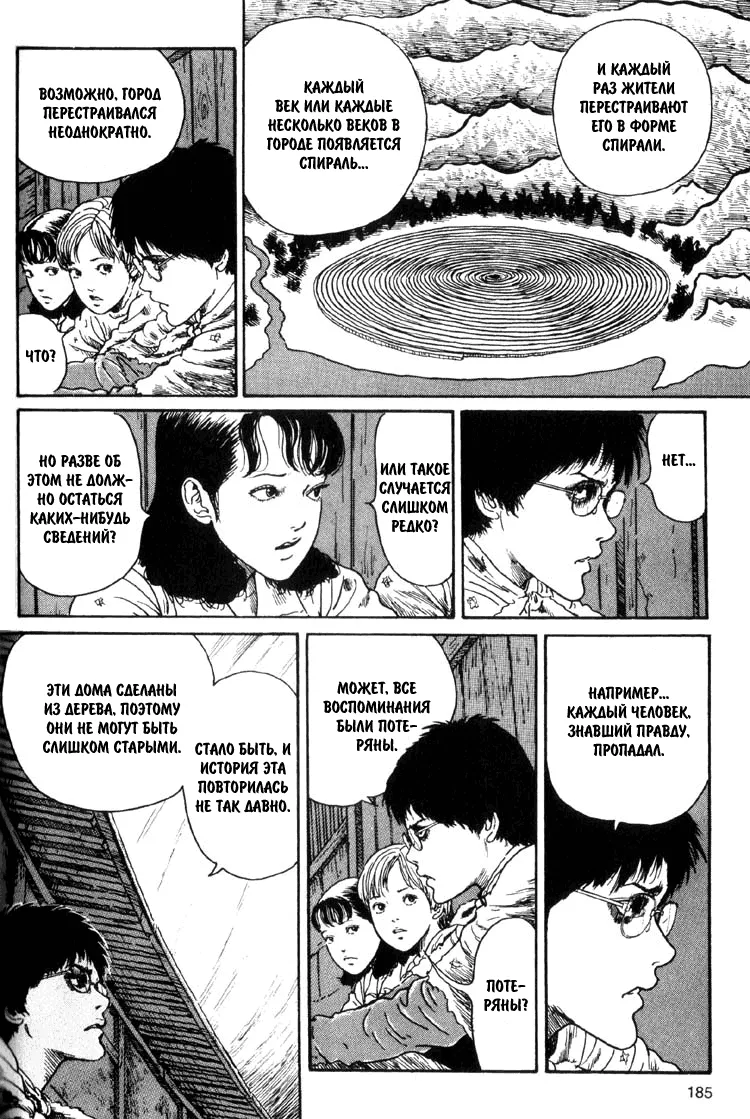 ВОЗМОЖНО, ГОРОД
ПЕРЕСТРАИВАЛСЯ
НЕОДНОКРАТНО.
ЧТО?
КАЖДЫЙ
ВЕК ИЛИ КАЖДЫЕ
НЕСКОЛЬКО ВЕКОВ В
ГОРОДЕ ПОЯВЛЯЕТСЯ
СПИРАЛЬ...
И КАЖДЫЙ
РАЗ ЖИТЕЛИ
ПЕРЕСТРАИВАЮТ
ЕГО В ФОРМЕ
СПИРАЛИ.
НО РАЗВЕ ОБ
ЭТОМ НЕ ДОЛЖ-
НО ОСТАТЬСЯ
КАКИХ-НИБУДЬ
СВЕДЕНИЙ?
ИЛИ ТАКОЕ
СЛУЧАЕТСЯ
СЛИШКОМ
РЕДКО?
НЕТ...
ЭТИ ДОМА СДЕЛАНЫ
ИЗ ДЕРЕВА, ПОЭТОМУ
ОНИ НЕ МОГУТ БЫТЬ
СЛИШКОМ СТАРЫМИ.
СТАЛО БЫТЬ, И
ИСТОРИЯ ЭТА
ПОВТОРИЛАСЬ
НЕ ТАК ДАВНО.
МОЖЕТ, ВСЕ
ВОСПОМИНАНИЯ
БЫЛИ ПОТЕ-
РЯНЫ.
ПОТЕ-
РЯНЫ?
НАПРИМЕР...
КАЖДЫЙ ЧЕЛОВЕК,
ЗНАВШИЙ ПРАВДУ,
ПРОПАДАЛ.
185